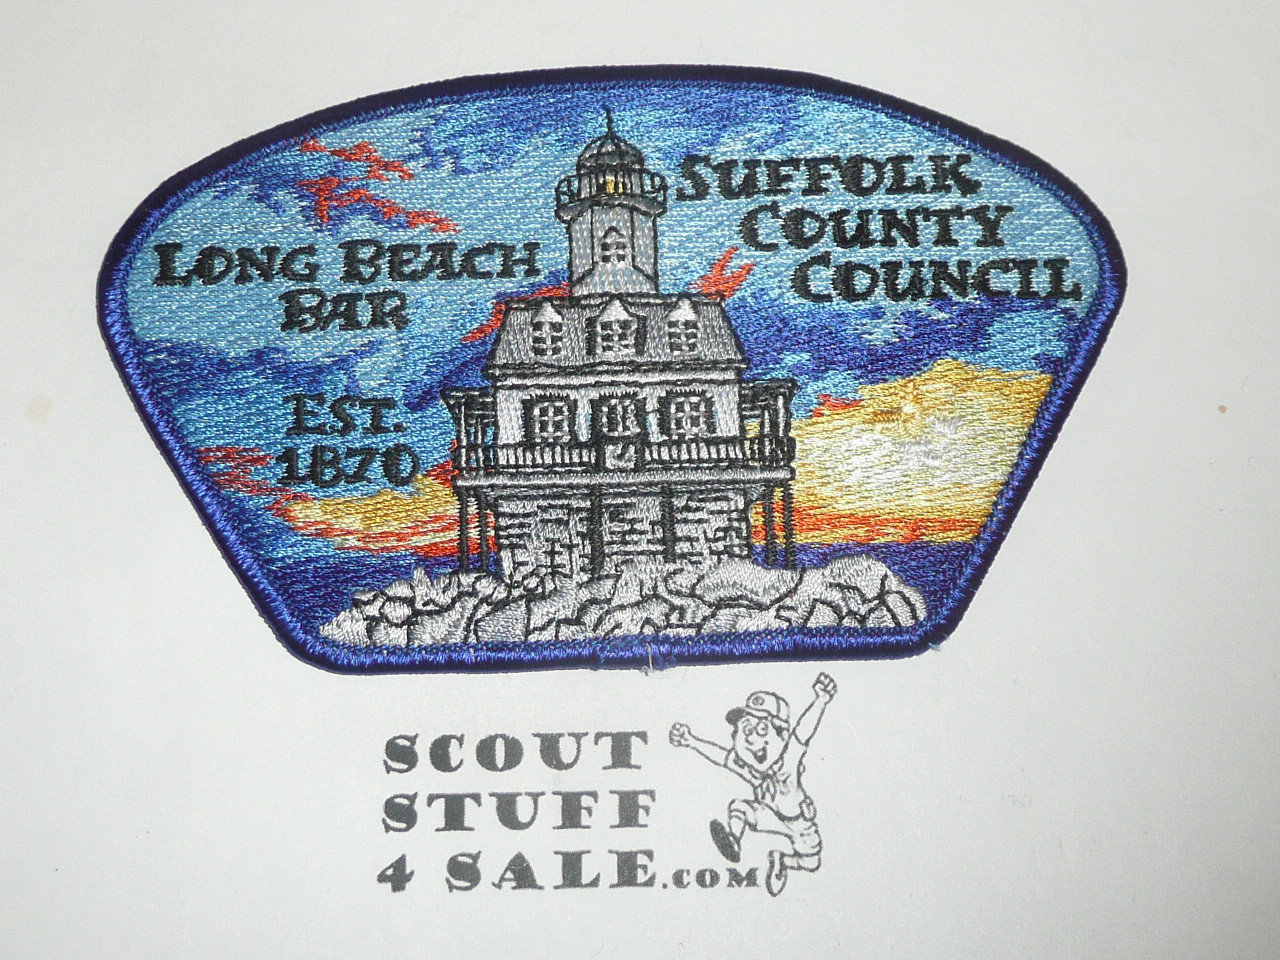 LONG BEACH
BAR
EST.
1870
SUFFOLK
COUNTY
COUNCIL
SCOUT
STUFF
4 SALE.COM